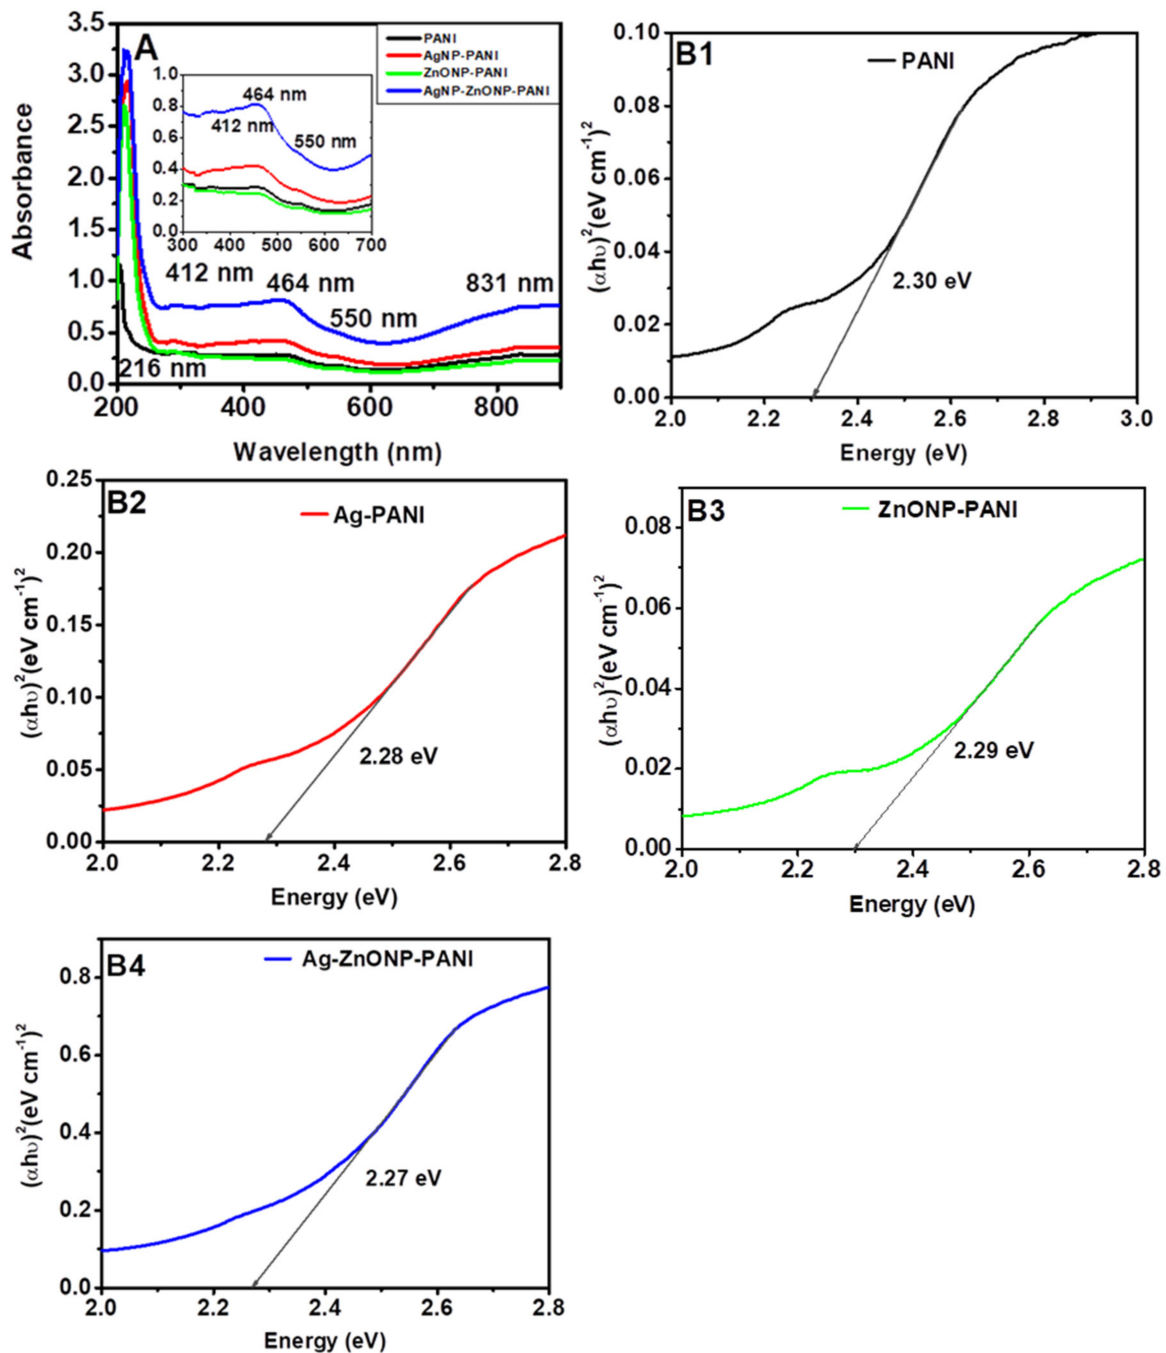 A
PANI
AgNP-PANI
ZnONP-PANI
AgNP-ZnONP-PANI
3.5
3.0
2.5
2.0
1.5
1.0
0.5
0.0
Absorbance
1.0
0.8
0.6
0.4
0.2
0.0
464 nm
412 nm
550 nm
300 400 500 600 700
412 nm
464 nm
550 nm
831 nm
216 nm
200 400 600 800
Wavelength (nm)
B1
PANI
0.10
0.08
0.06
0.04
0.02
0.00
(αhυ)²(eV cm⁻¹)²
2.30 eV
2.0 2.2 2.4 2.6 2.8 3.0
Energy (eV)
B2
Ag-PANI
0.25
0.20
0.15
0.10
0.05
0.00
(αhυ)²(eV cm⁻¹)²
2.28 eV
2.0 2.2 2.4 2.6 2.8
Energy (eV)
B3
ZnONP-PANI
0.08
0.06
0.04
0.02
0.00
(αhυ)²(eV cm⁻¹)²
2.29 eV
2.0 2.2 2.4 2.6 2.8
Energy (eV)
B4
Ag-ZnONP-PANI
0.8
0.6
0.4
0.2
0.0
(αhυ)²(eV cm⁻¹)²
2.27 eV
2.0 2.2 2.4 2.6 2.8
Energy (eV)